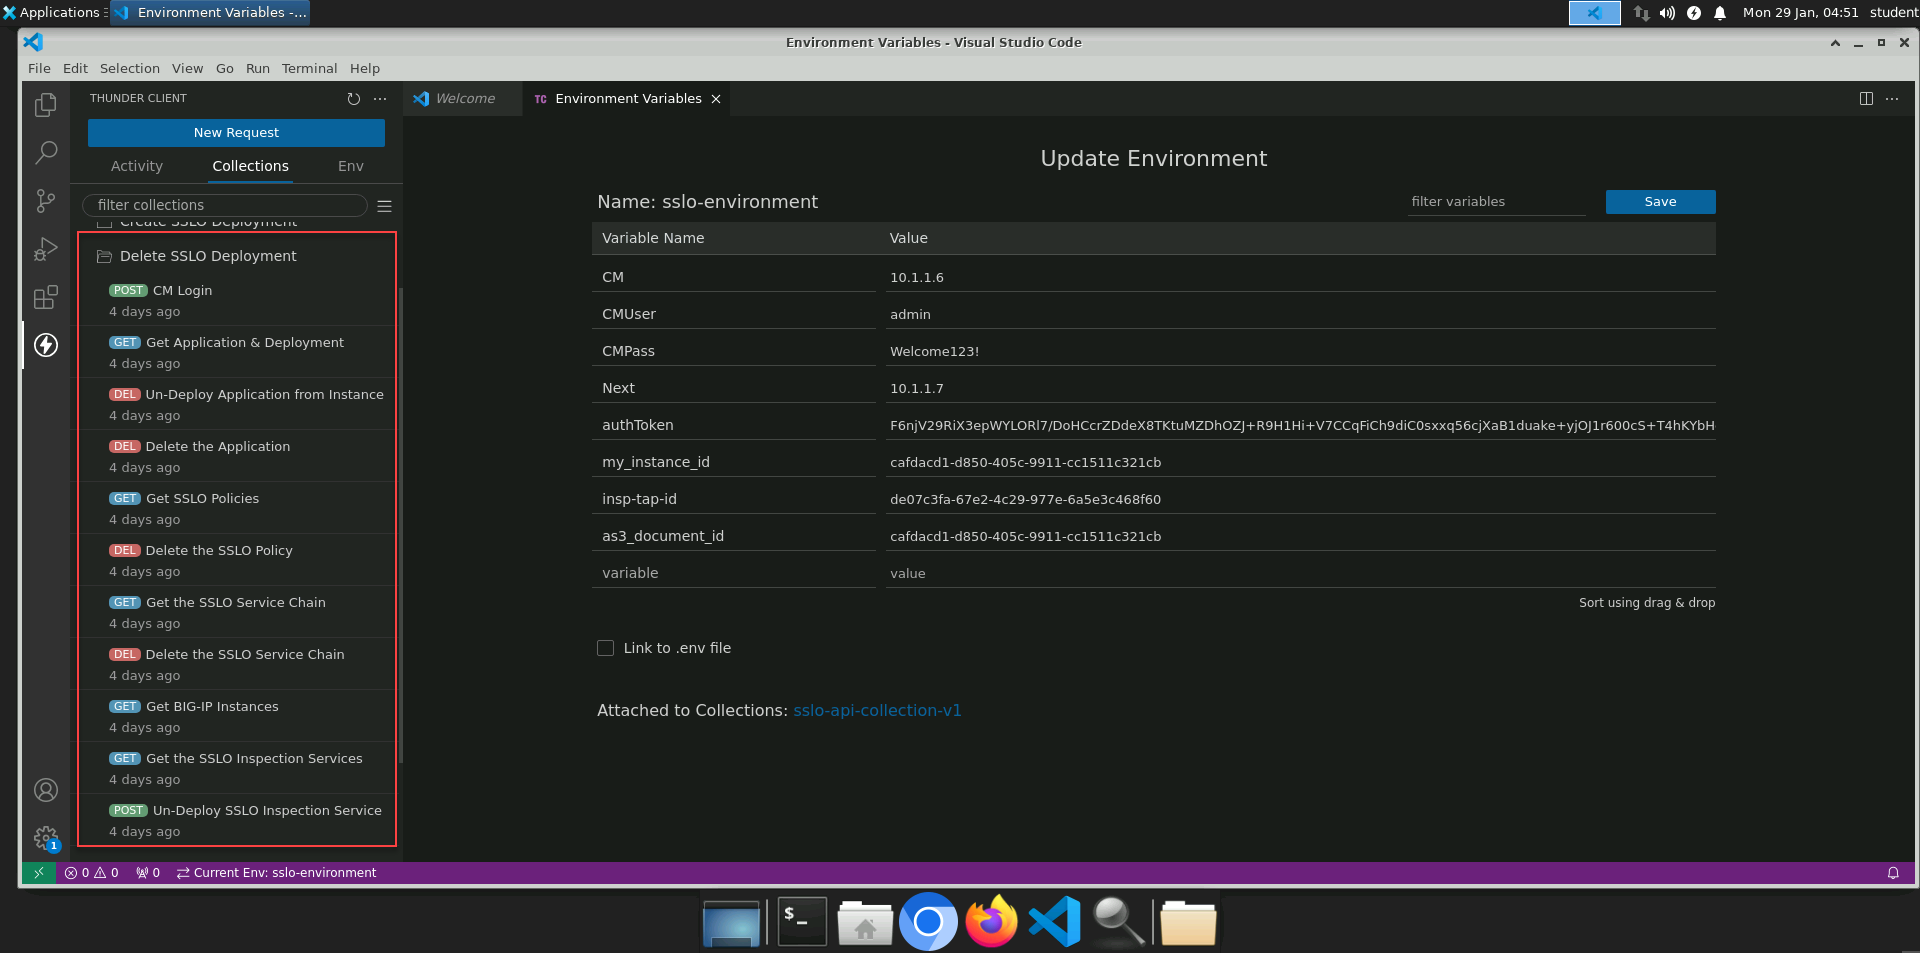 Applications
Environment Variables -...
Mon 29 Jan, 04:51 student
Environment Variables - Visual Studio Code
File Edit Selection View Go Run Terminal Help
THUNDER CLIENT
New Request
Activity Collections Env
filter collections
Create SSLO Deployment
Delete SSLO Deployment
POST CM Login
4 days ago
GET Get Application & Deployment
4 days ago
DEL Un-Deploy Application from Instance
4 days ago
DEL Delete the Application
4 days ago
GET Get SSLO Policies
4 days ago
DEL Delete the SSLO Policy
4 days ago
GET Get the SSLO Service Chain
4 days ago
DEL Delete the SSLO Service Chain
4 days ago
GET Get BIG-IP Instances
4 days ago
GET Get the SSLO Inspection Services
4 days ago
POST Un-Deploy SSLO Inspection Service
4 days ago
1
Welcome
TC Environment Variables
Update Environment
Name: sslo-environment
filter variables
Save
Variable Name Value
CM 10.1.1.6
CMUser admin
CMPass Welcome123!
Next 10.1.1.7
authToken F6njV29RiX3epWYLORl7/DoHCcrZDdeX8TKtuMZDhOZJ+R9H1Hi+V7CCqFiCh9diC0sxxq56cjXaB1duake+yjOJ1r600cS+T4hKYbH
my_instance_id cafdacd1-d850-405c-9911-cc1511c321cb
insp-tap-id de07c3fa-67e2-4c29-977e-6a5e3c468f60
as3_document_id cafdacd1-d850-405c-9911-cc1511c321cb
variable value
Sort using drag & drop
Link to .env file
Attached to Collections: sslo-api-collection-v1
0 0 0 Current Env: sslo-environment
$_